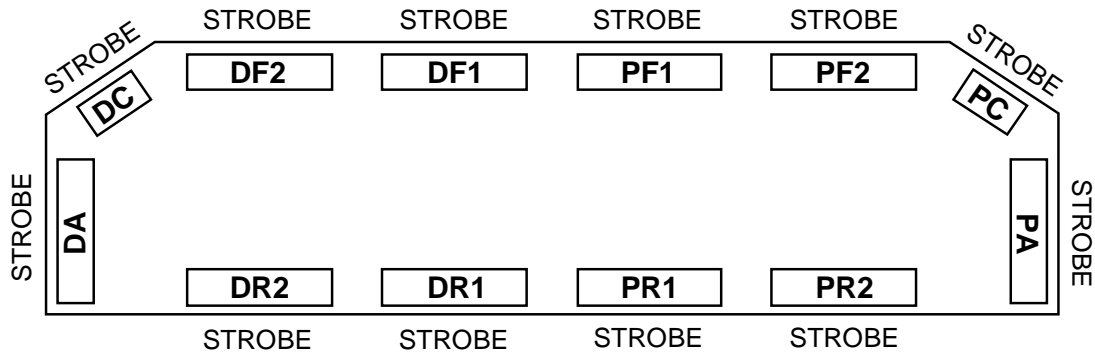 STROBE STROBE STROBE STROBE
STROBE STROBE
DF2 DF1 PF1 PF2
DC PC
STROBE DA PA STROBE
DR2 DR1 PR1 PR2
STROBE STROBE STROBE STROBE